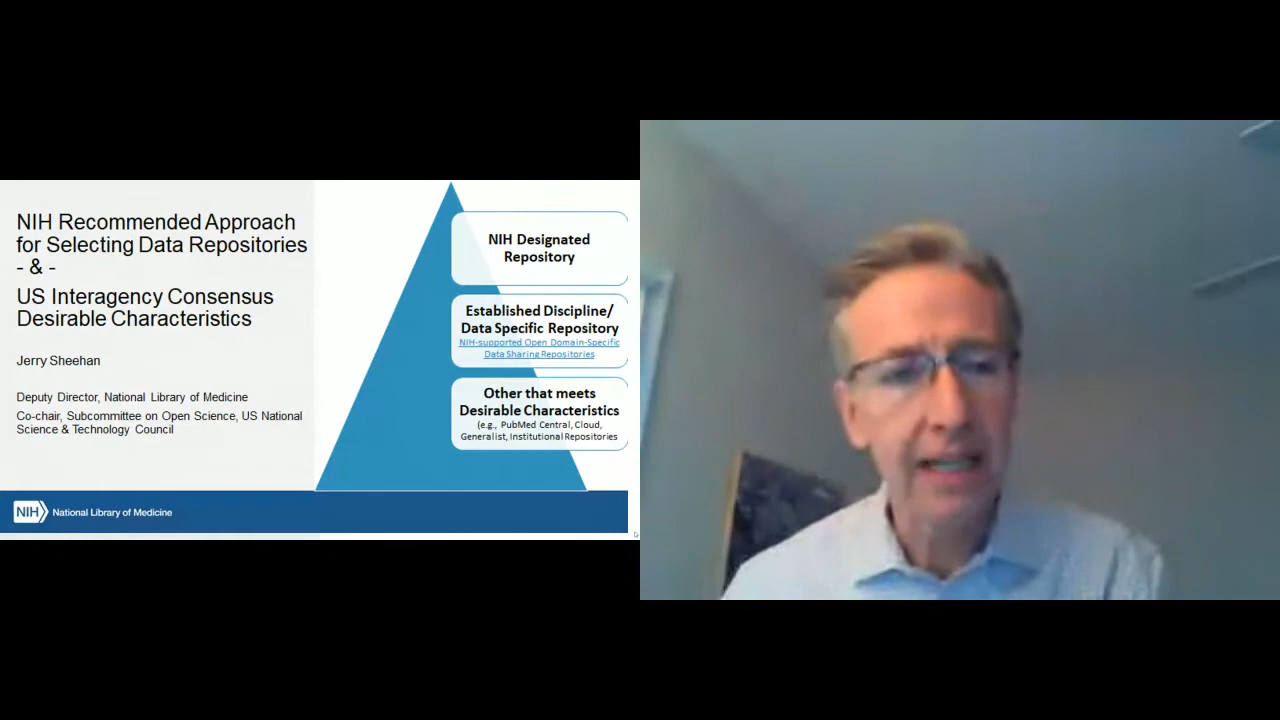 NIH Recommended Approach
for Selecting Data Repositories
- & -
US Interagency Consensus
Desirable Characteristics
Jerry Sheehan
Deputy Director, National Library of Medicine
Co-chair, Subcommittee on Open Science, US National
Science & Technology Council
NIH Designated
Repository
Established Discipline/
Data Specific Repository
NIH-supported Open Domain-Specific
Data Sharing Repositories
Other that meets
Desirable Characteristics
(e.g., PubMed Central, Cloud,
Generalist, Institutional Repositories
NIH National Library of Medicine